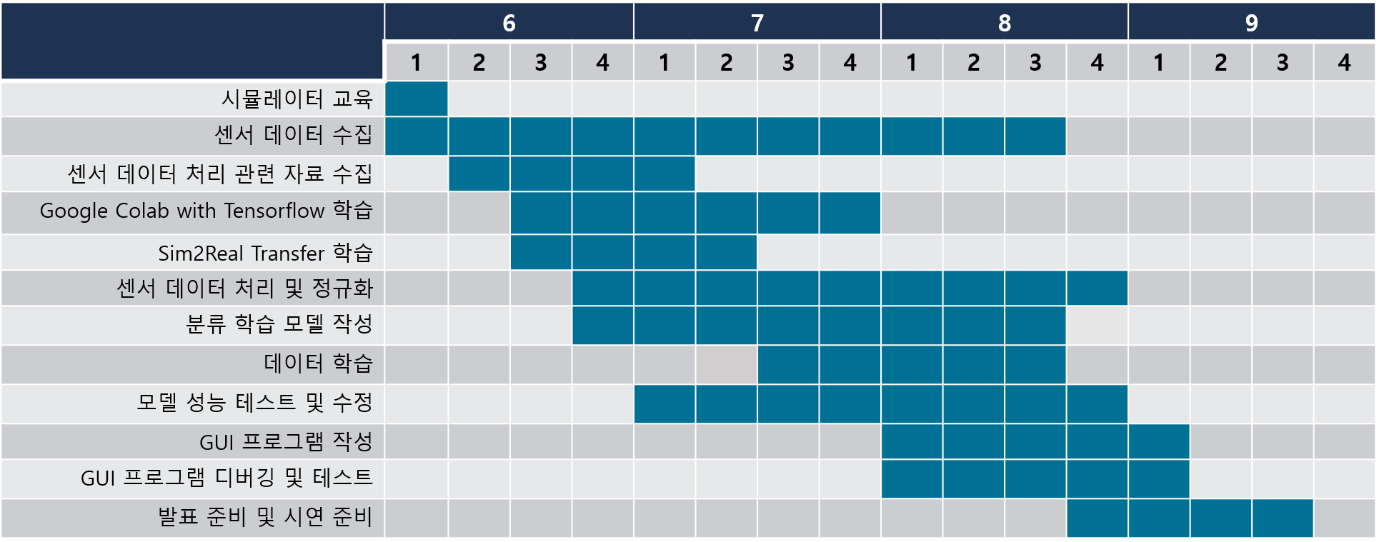 6 7 8 9
1 2 3 4 1 2 3 4 1 2 3 4 1 2 3 4
시뮬레이터 교육
센서 데이터 수집
센서 데이터 처리 관련 자료 수집
Google Colab with Tensorflow 학습
Sim2Real Transfer 학습
센서 데이터 처리 및 정규화
분류 학습 모델 작성
데이터 학습
모델 성능 테스트 및 수정
GUI 프로그램 작성
GUI 프로그램 디버깅 및 테스트
발표 준비 및 시연 준비